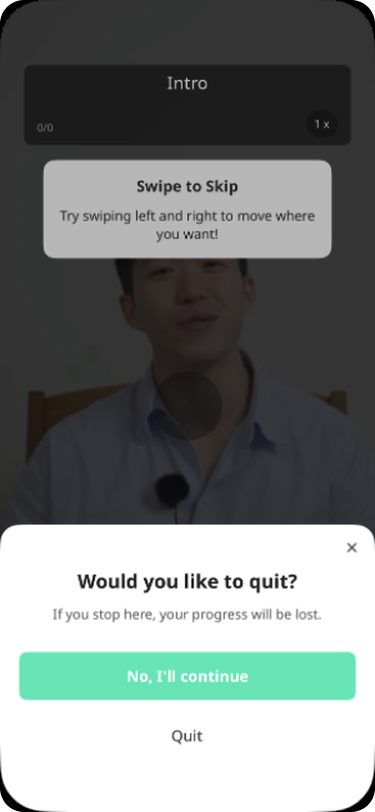 Intro
0/0
1 x
Swipe to Skip
Try swiping left and right to move where
you want!
Would you like to quit?
If you stop here, your progress will be lost.
No, I'll continue
Quit